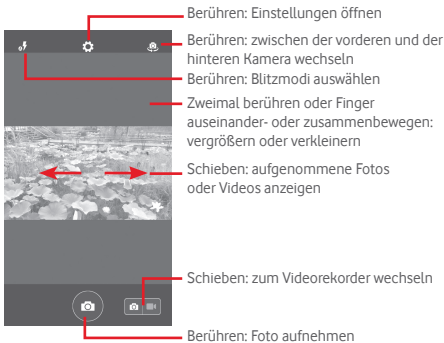 Berühren: Einstellungen öffnen
Berühren: zwischen der vorderen und der
hinteren Kamera wechseln
Berühren: Blitzmodi auswählen
Zweimal berühren oder Finger
auseinander- oder zusammenbewegen:
vergrößern oder verkleinern
Schieben: aufgenommene Fotos
oder Videos anzeigen
Schieben: zum Videorekorder wechseln
Berühren: Foto aufnehmen